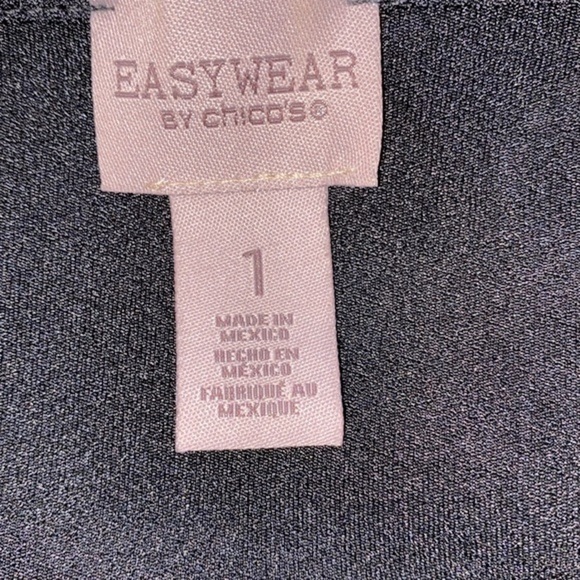 EASYWEAR
BY CHICO'S®
1
MADE IN
MEXICO
HECHO EN
MÉXICO
FABRIQUÉ AU
MEXIQUE